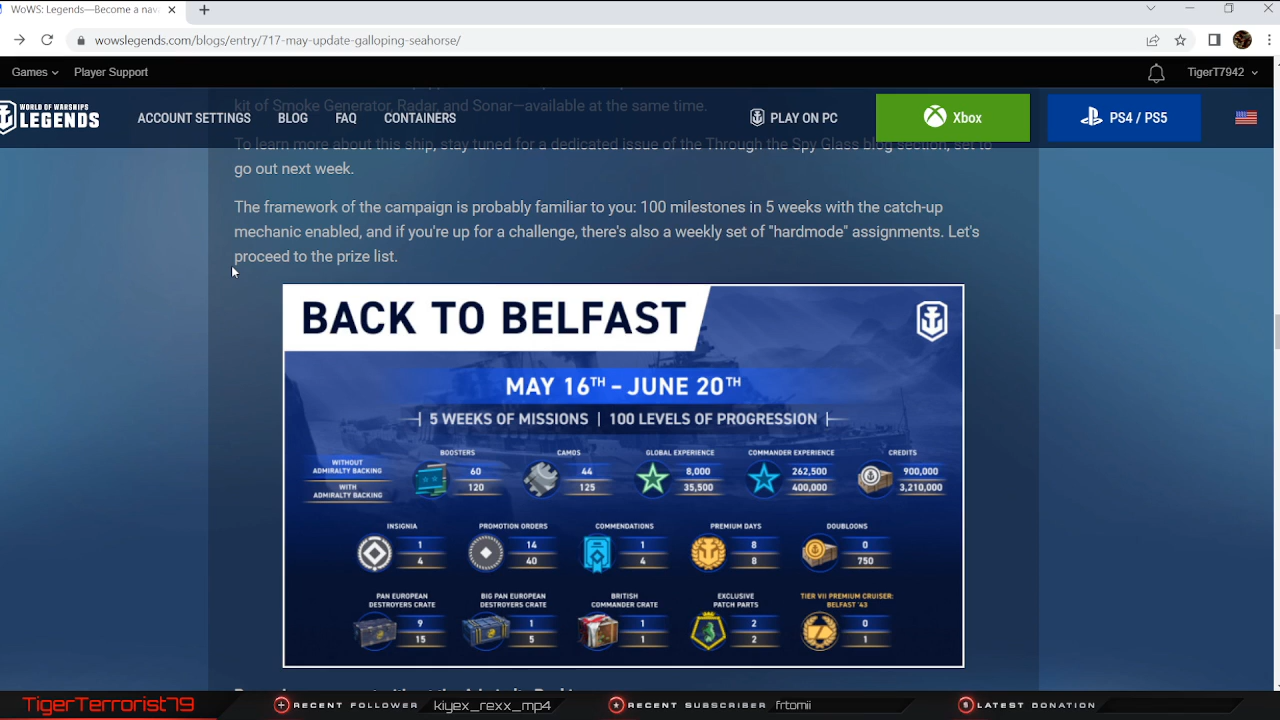 WoWS: Legends—Become a nav
wowslegends.com/blogs/entry/717-may-update-galloping-seahorse/
Games
Player Support
TigerT7942
WORLD OF WARSHIPS
LEGENDS
ACCOUNT SETTINGS
BLOG
FAQ
CONTAINERS
PLAY ON PC
Xbox
PS4 / PS5
kit of Smoke Generator, Radar, and Sonar—available at the same time.
To learn more about this ship, stay tuned for a dedicated issue of the Through the Spy Glass blog section, set to
go out next week.
The framework of the campaign is probably familiar to you: 100 milestones in 5 weeks with the catch-up
mechanic enabled, and if you're up for a challenge, there's also a weekly set of "hardmode" assignments. Let's
proceed to the prize list.
BACK TO BELFAST
MAY 16TH – JUNE 20TH
5 WEEKS OF MISSIONS | 100 LEVELS OF PROGRESSION
WITHOUT
ADMIRALTY BACKING
WITH
ADMIRALTY BACKING
BOOSTERS
60
120
CAMOS
44
125
GLOBAL EXPERIENCE
8,000
35,500
COMMANDER EXPERIENCE
262,500
400,000
CREDITS
900,000
3,210,000
INSIGNIA
1
4
PROMOTION ORDERS
14
40
COMMENDATIONS
1
4
PREMIUM DAYS
8
8
DOUBLOONS
0
750
PAN EUROPEAN
DESTROYERS CRATE
9
15
BIG PAN EUROPEAN
DESTROYERS CRATE
1
5
BRITISH
COMMANDER CRATE
1
1
EXCLUSIVE
PATCH PARTS
2
2
TIER VII PREMIUM CRUISER:
BELFAST '43
0
1
TigerTerrorist79
RECENT FOLLOWER
kiyex_rexx_mp4
RECENT SUBSCRIBER
frtomii
LATEST DONATION